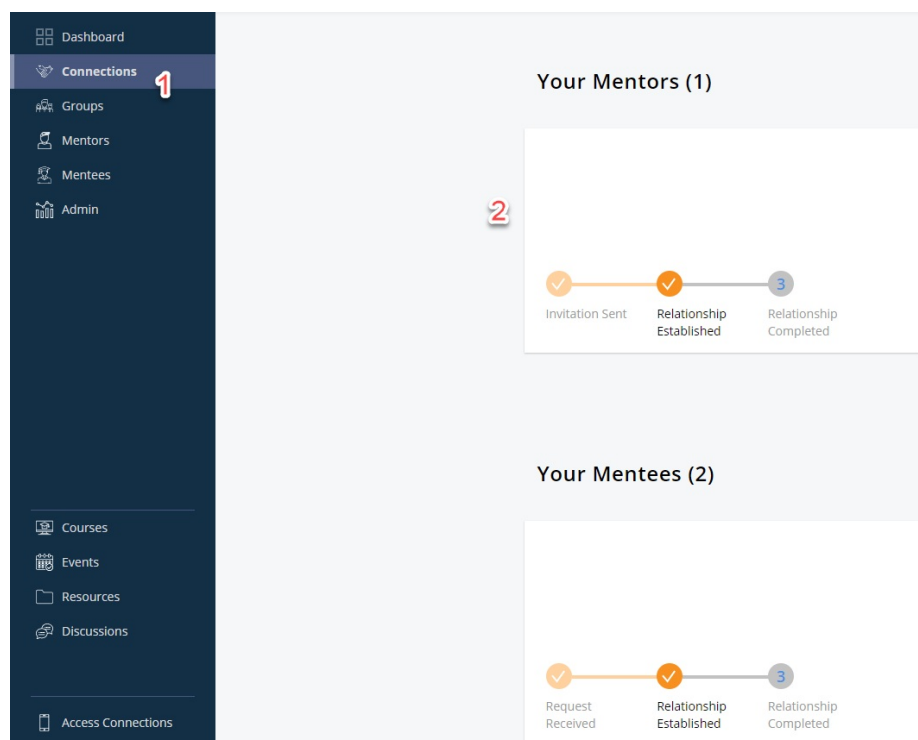 Dashboard
Connections
1
Groups
Mentors
Mentees
Admin
Courses
Events
Resources
Discussions
Access Connections
Your Mentors (1)
2
3
Invitation Sent
Relationship
Established
Relationship
Completed
Your Mentees (2)
3
Request
Received
Relationship
Established
Relationship
Completed